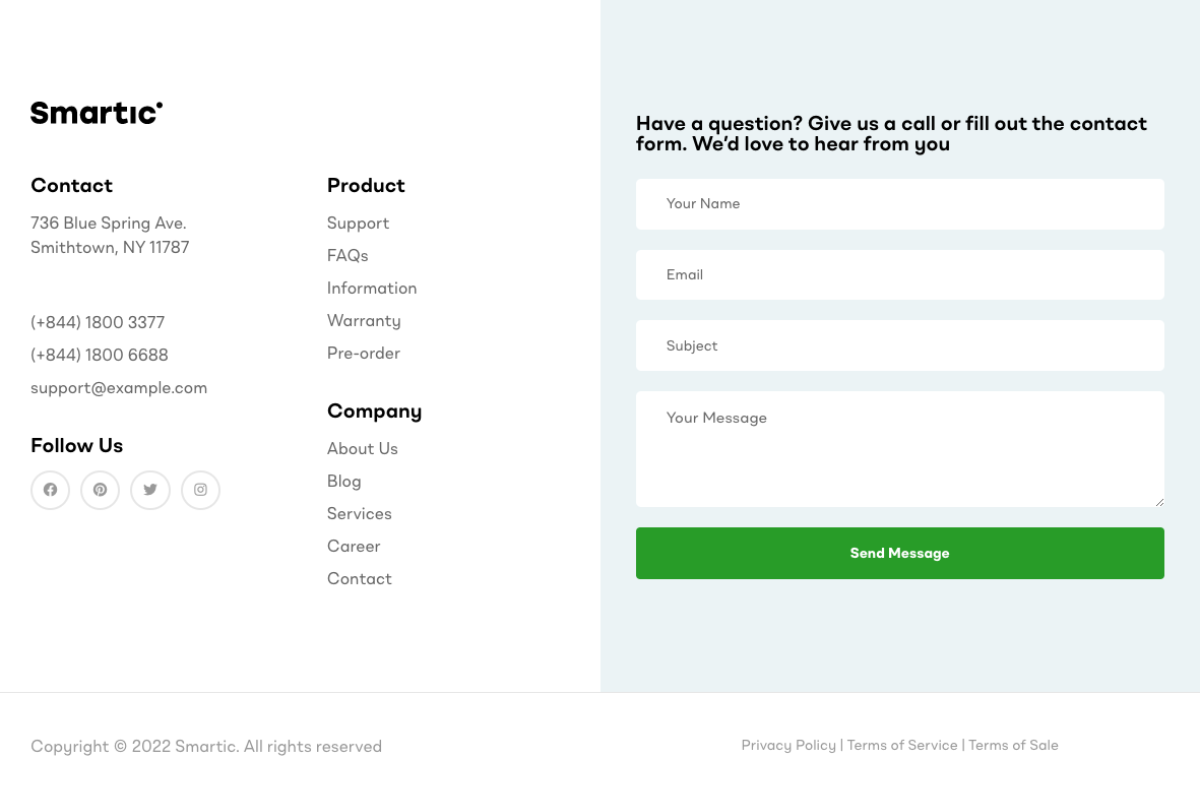 Smartic
Contact
736 Blue Spring Ave.
Smithtown, NY 11787
(+844) 1800 3377
(+844) 1800 6688
support@example.com
Follow Us
Product
Support
FAQs
Information
Warranty
Pre-order
Company
About Us
Blog
Services
Career
Contact
Have a question? Give us a call or fill out the contact
form. We’d love to hear from you
Your Name
Email
Subject
Your Message
Send Message
Copyright © 2022 Smartic. All rights reserved
Privacy Policy | Terms of Service | Terms of Sale